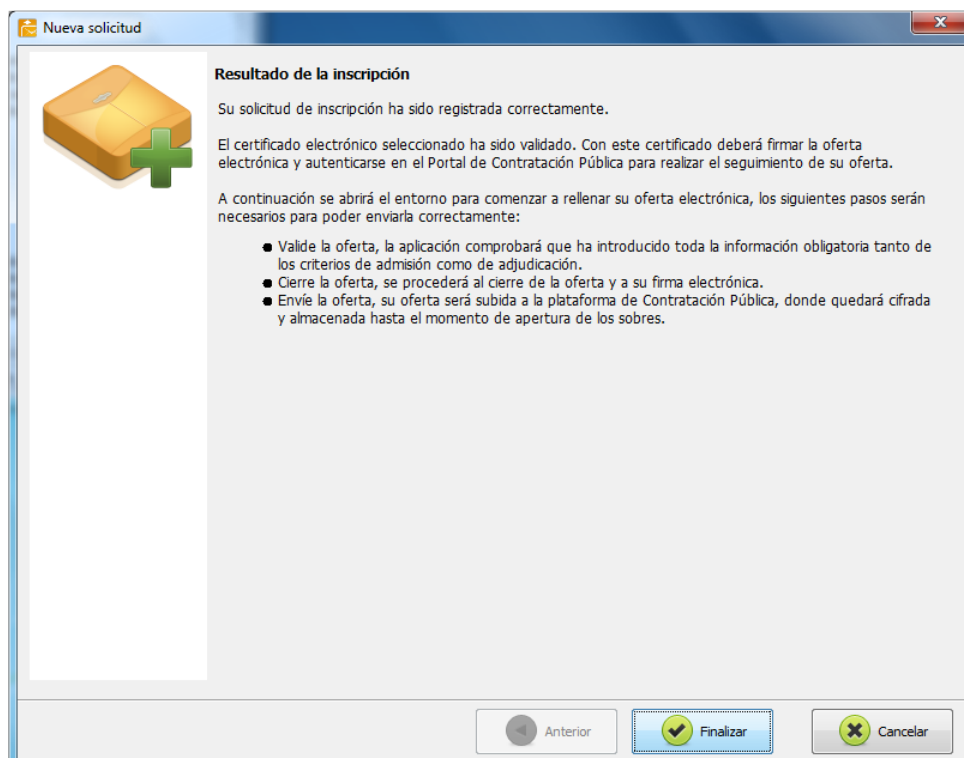 Nueva solicitud
Resultado de la inscripción
Su solicitud de inscripción ha sido registrada correctamente.
El certificado electrónico seleccionado ha sido validado. Con este certificado deberá firmar la oferta
electrónica y autenticarse en el Portal de Contratación Pública para realizar el seguimiento de su oferta.
A continuación se abrirá el entorno para comenzar a rellenar su oferta electrónica, los siguientes pasos serán
necesarios para poder enviarla correctamente:
● Valide la oferta, la aplicación comprobará que ha introducido toda la información obligatoria tanto de
los criterios de admisión como de adjudicación.
● Cierre la oferta, se procederá al cierre de la oferta y a su firma electrónica.
● Envíe la oferta, su oferta será subida a la plataforma de Contratación Pública, donde quedará cifrada
y almacenada hasta el momento de apertura de los sobres.
Anterior Finalizar Cancelar